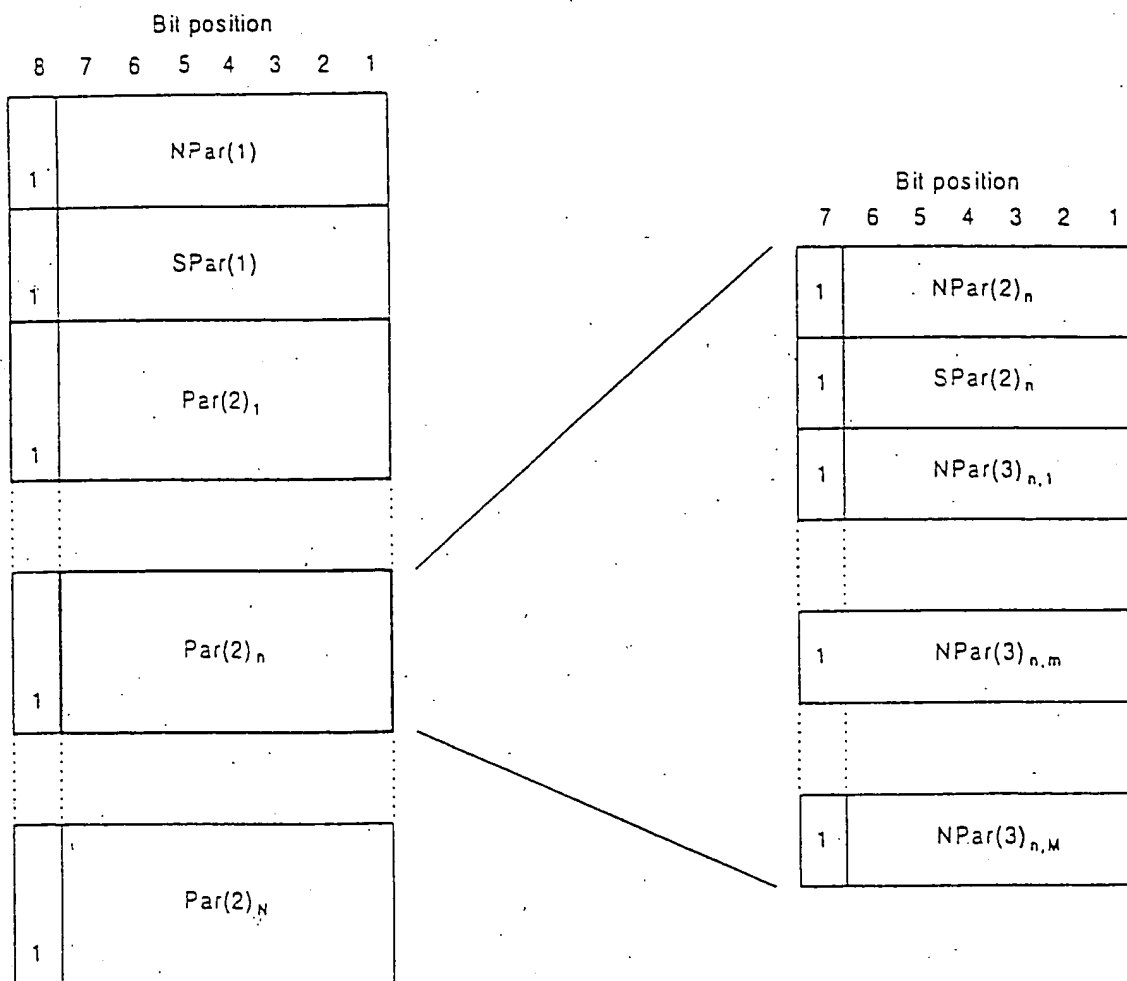 Bit position
8 7 6 5 4 3 2 1
NPar(1)
1
SPar(1)
1
Par(2)₁
1
Par(2)ₙ
1
Par(2)_N
1
Bit position
7 6 5 4 3 2 1
1 NPar(2)ₙ
1 SPar(2)ₙ
1 NPar(3)ₙ,₁
1 NPar(3)ₙ,ₘ
1 NPar(3)ₙ,_M